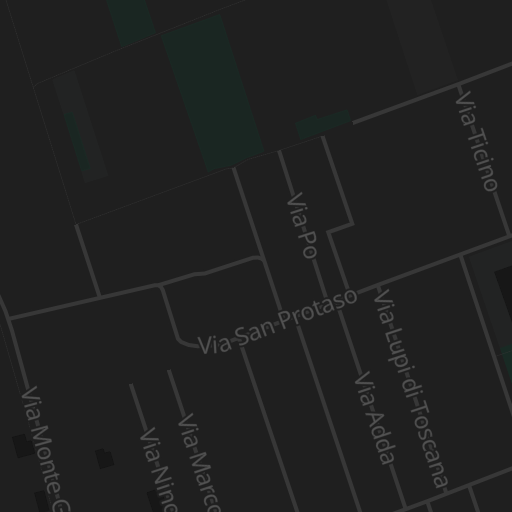 Via Ticino
Via Po
Via San Protaso
Via Lupi di Toscana
Via Adda
Via Monte G
Via Nino
Via Marco